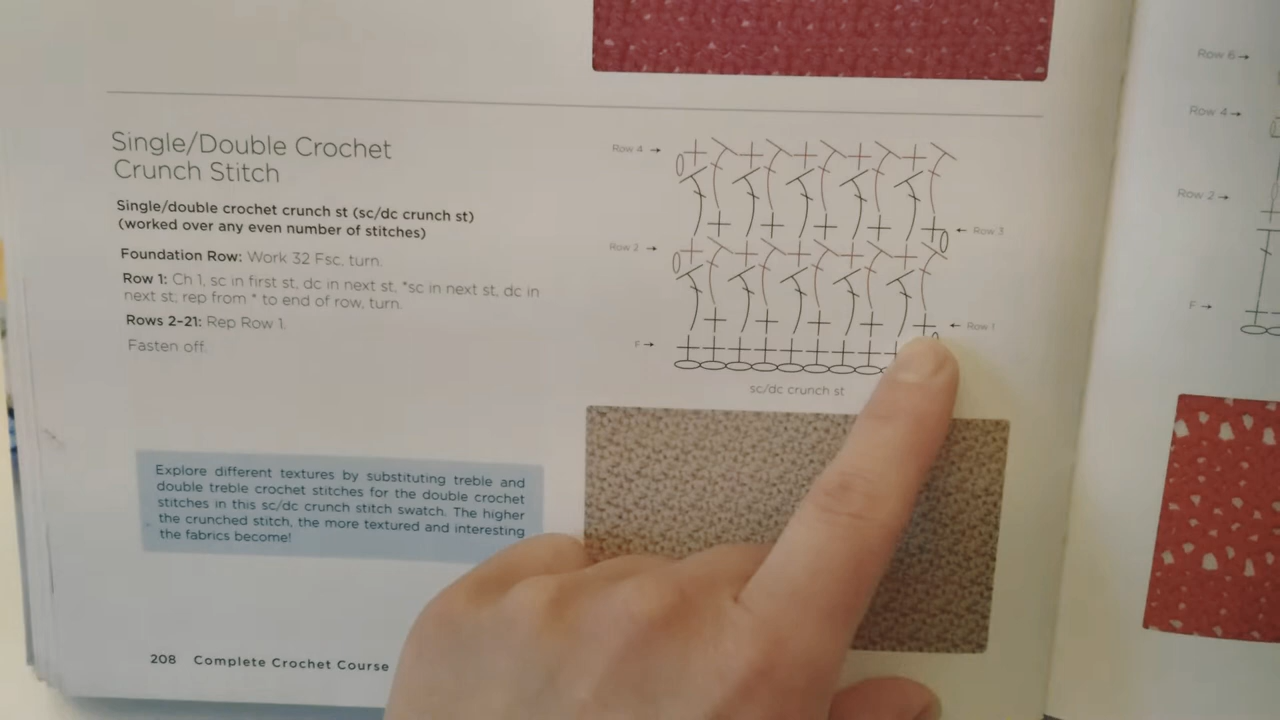 Single/Double Crochet
Crunch Stitch
Single/double crochet crunch st (sc/dc crunch st)
(worked over any even number of stitches)
Foundation Row: Work 32 Fsc, turn.
Row 1: Ch 1, sc in first st, dc in next st, *sc in next st, dc in
next st; rep from * to end of row, turn.
Rows 2-21: Rep Row 1.
Fasten off.
Explore different textures by substituting treble and
double treble crochet stitches for the double crochet
stitches in this sc/dc crunch stitch swatch. The higher
the crunched stitch, the more textured and interesting
the fabrics become!
208 Complete Crochet Course
Row 4 →
← Row 3
Row 2 →
← Row 1
F →
sc/dc crunch st
Row 6 →
Row 4 →
Row 2 →
F →